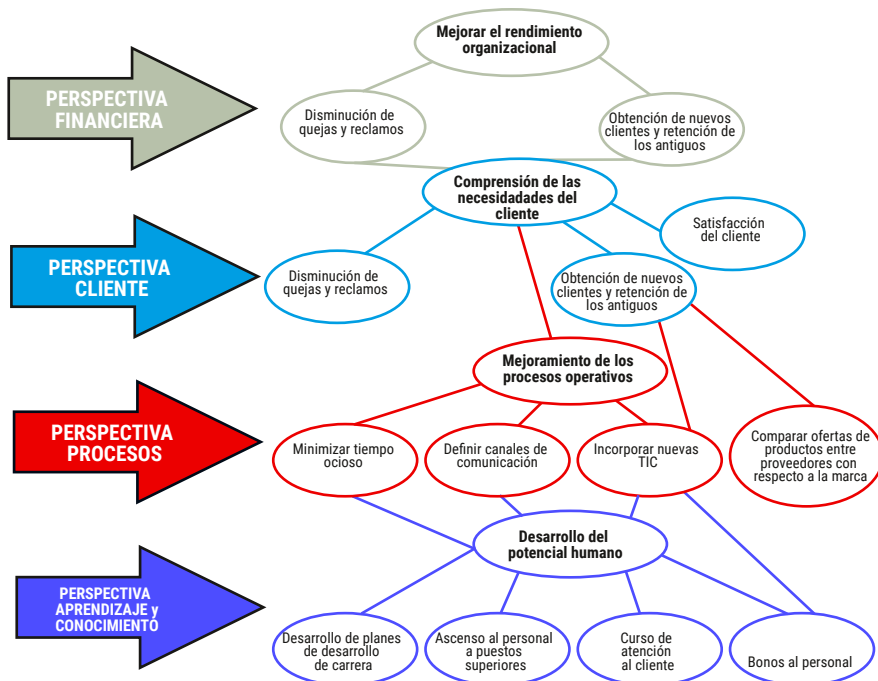 Mejorar el rendimiento
organizacional
PERSPECTIVA
FINANCIERA
Disminución de
quejas y reclamos
Obtención de nuevos
clientes y retención de
los antiguos
Comprensión de las
necesidadades del
cliente
Satisfacción
del cliente
PERSPECTIVA
CLIENTE
Disminución de
quejas y reclamos
Obtención de nuevos
clientes y retención de
los antiguos
Mejoramiento de los
procesos operativos
PERSPECTIVA
PROCESOS
Minimizar tiempo
ocioso
Definir canales de
comunicación
Incorporar nuevas
TIC
Comparar ofertas de
productos entre
proveedores con
respecto a la marca
Desarrollo del
potencial humano
PERSPECTIVA
APRENDIZAJE y
CONOCIMIENTO
Desarrollo de planes
de desarrollo
de carrera
Ascenso al personal
a puestos
superiores
Curso de
atención
al cliente
Bonos al personal